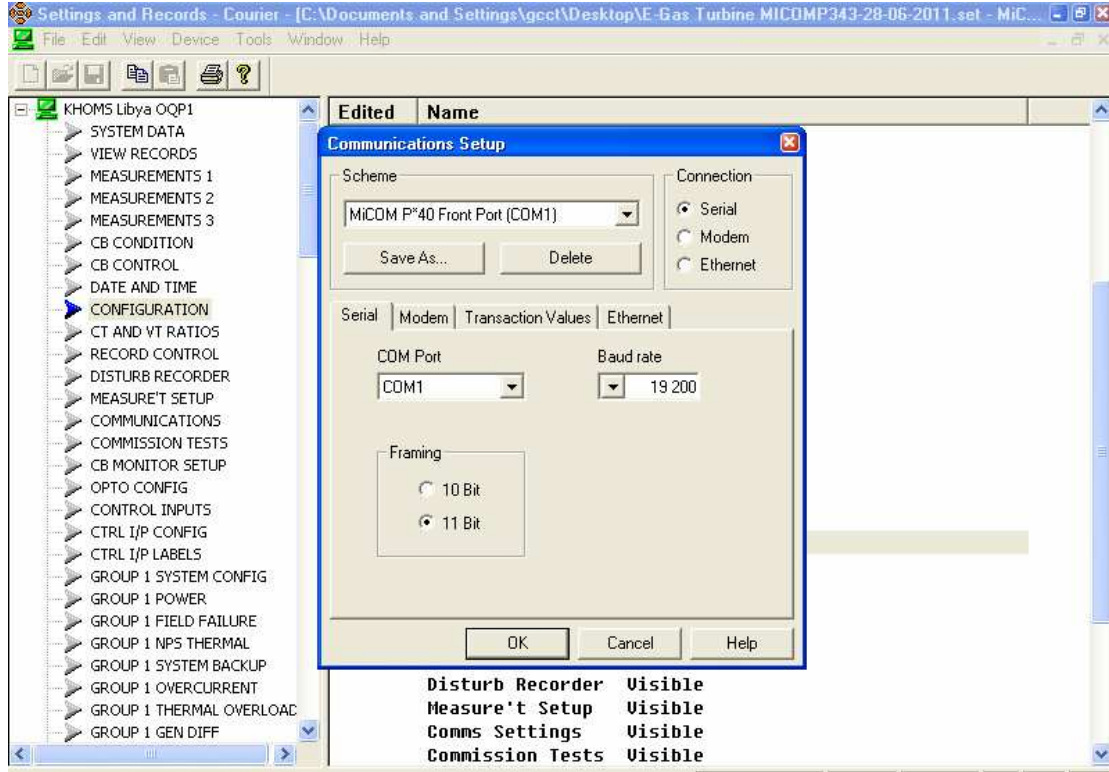 Settings and Records - Courier - [C:\Documents and Settings\gcct\Desktop\E-Gas Turbine MICOMP343-28-06-2011.set - MiC...
File Edit View Device Tools Window Help
KHOMS Libya OQP1
SYSTEM DATA
VIEW RECORDS
MEASUREMENTS 1
MEASUREMENTS 2
MEASUREMENTS 3
CB CONDITION
CB CONTROL
DATE AND TIME
CONFIGURATION
CT AND VT RATIOS
RECORD CONTROL
DISTURB RECORDER
MEASURE'T SETUP
COMMUNICATIONS
COMMISSION TESTS
CB MONITOR SETUP
OPTO CONFIG
CONTROL INPUTS
CTRL I/P CONFIG
CTRL I/P LABELS
GROUP 1 SYSTEM CONFIG
GROUP 1 POWER
GROUP 1 FIELD FAILURE
GROUP 1 NPS THERMAL
GROUP 1 SYSTEM BACKUP
GROUP 1 OVERCURRENT
GROUP 1 THERMAL OVERLOAD
GROUP 1 GEN DIFF
Edited Name
Communications Setup
Scheme
MiCOM P*40 Front Port (COM1)
Save As... Delete
Connection
Serial
Modem
Ethernet
Serial Modem Transaction Values Ethernet
COM Port Baud rate
COM1 19 200
Framing
10 Bit
11 Bit
OK Cancel Help
Disturb Recorder Visible
Measure't Setup Visible
Comms Settings Visible
Commission Tests Visible